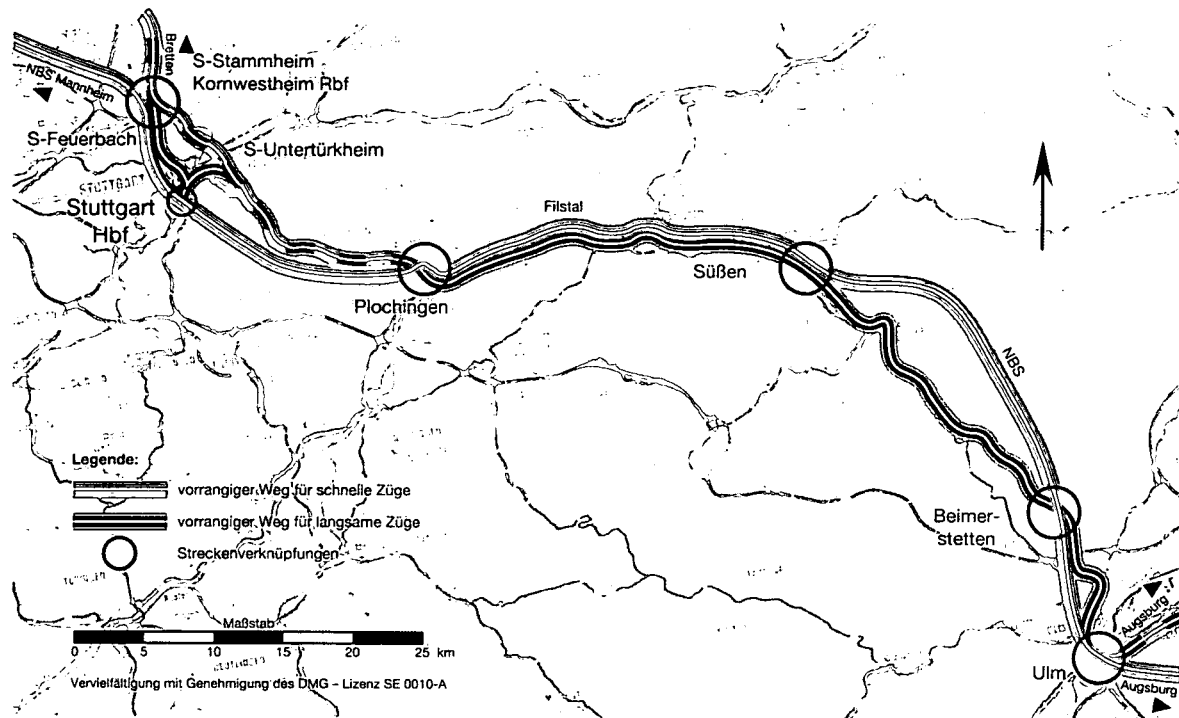 Bretten
S-Stammheim
Kornwestheim Rbf
NBS Mannheim
S-Feuerbach
S-Untertürkheim
STUTTGART
Stuttgart
Hbf
Filstal
Süßen
Plochingen
NBS
Legende:
vorrangiger Weg für schnelle Züge
vorrangiger Weg für langsame Züge
Streckenverknüpfungen
Beimer-
stetten
Maßstab
0 5 10 15 20 25 km
Augsburg
Ulm
Augsburg
Vervielfältigung mit Genehmigung des DMG – Lizenz SE 0010-A